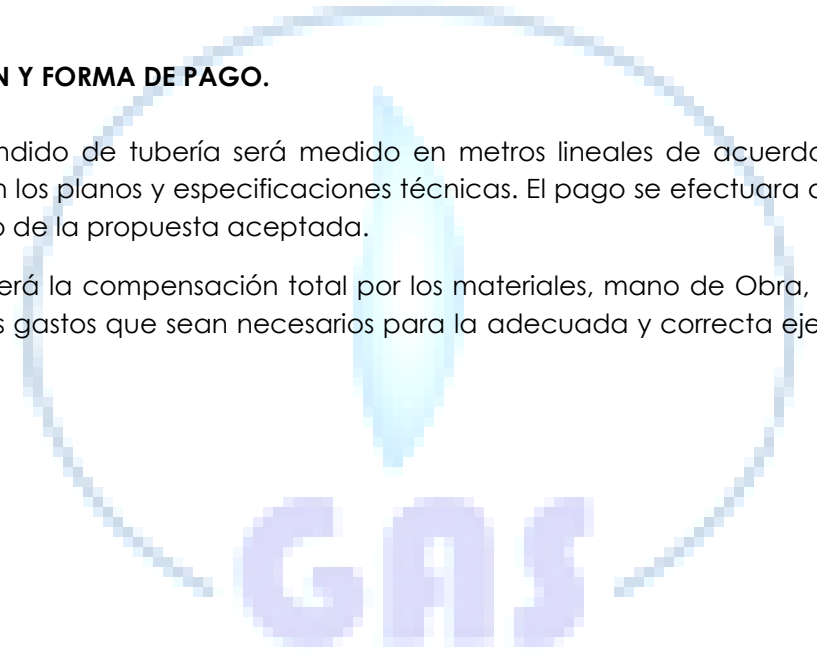 N Y FORMA DE PAGO.
ndido de tubería será medido en metros lineales de acuerdo
n los planos y especificaciones técnicas. El pago se efectuara
o de la propuesta aceptada.
erá la compensación total por los materiales, mano de Obra,
s gastos que sean necesarios para la adecuada y correcta eje
GAS